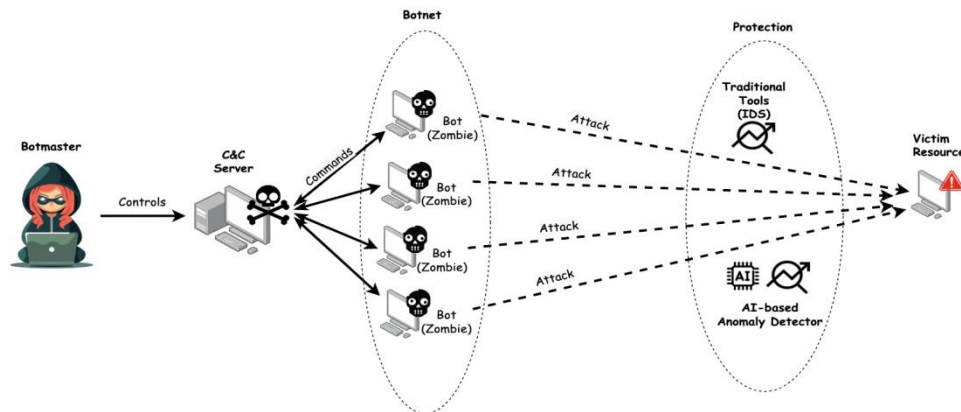 Botnet
Protection
Traditional
Tools
(IDS)
Botmaster
C&C
Server
Controls
Commands
Bot
(Zombie)
Bot
(Zombie)
Bot
(Zombie)
Bot
(Zombie)
Attack
Attack
Attack
Attack
Victim
Resource
AI
AI-based
Anomaly Detector